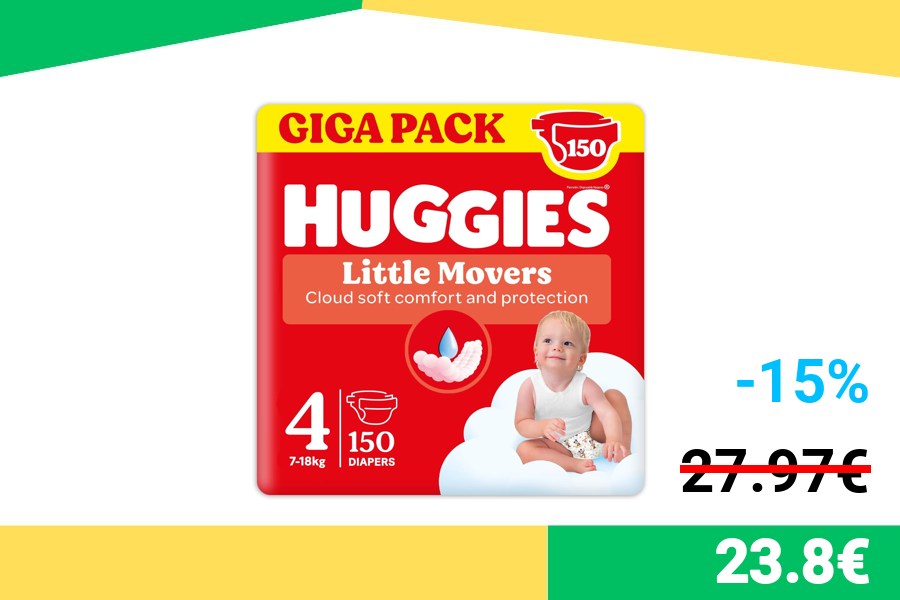 GIGA PACK
150
HUGGIES
Little Movers
Cloud soft comfort and protection
4
7-18kg
150
DIAPERS
-15%
27.97€
23.8€